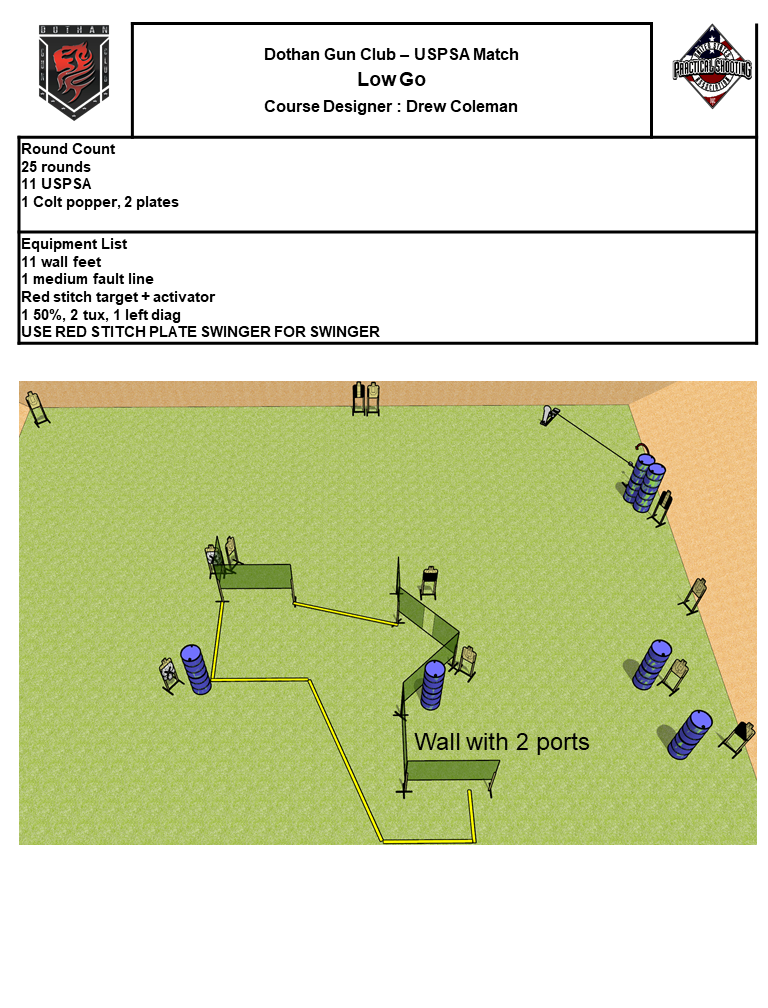 DOTHAN
GUN
CLUB
Dothan Gun Club – USPSA Match
Low Go
Course Designer : Drew Coleman
UNITED STATES
PRACTICAL SHOOTING
ASSOCIATION
Round Count
25 rounds
11 USPSA
1 Colt popper, 2 plates
Equipment List
11 wall feet
1 medium fault line
Red stitch target + activator
1 50%, 2 tux, 1 left diag
USE RED STITCH PLATE SWINGER FOR SWINGER
Wall with 2 ports